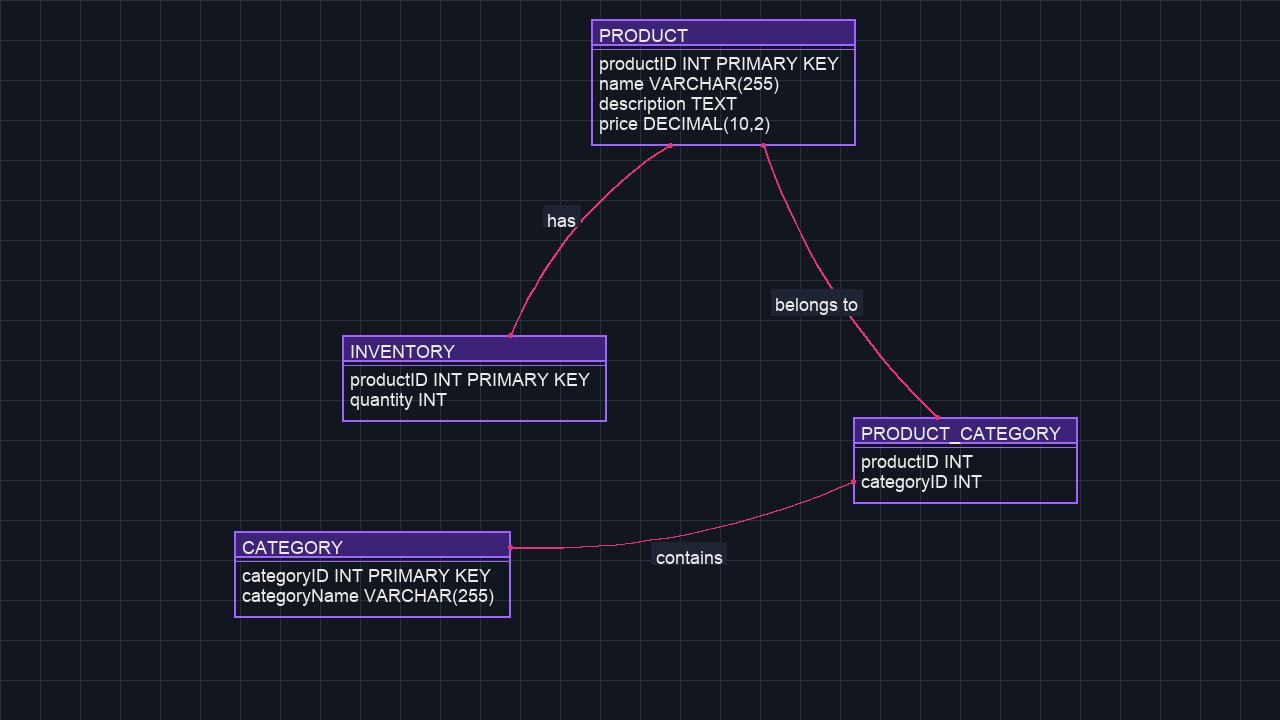 PRODUCT
productID INT PRIMARY KEY
name VARCHAR(255)
description TEXT
price DECIMAL(10,2)
has
belongs to
INVENTORY
productID INT PRIMARY KEY
quantity INT
PRODUCT_CATEGORY
productID INT
categoryID INT
CATEGORY
categoryID INT PRIMARY KEY
categoryName VARCHAR(255)
contains